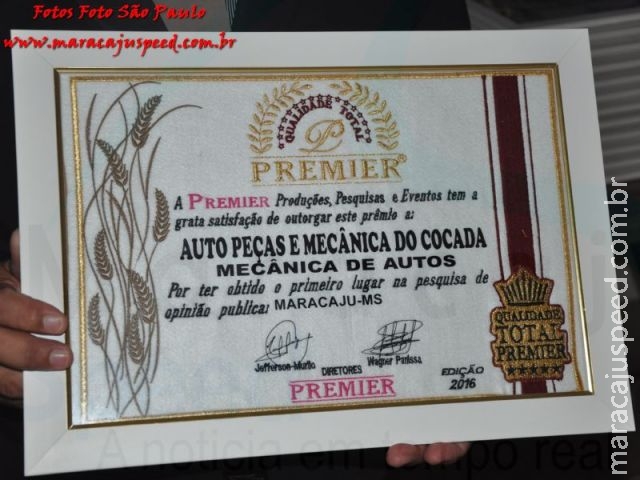 Fotos Foto São Paulo
www.maracajuspeed.com.br
QUALIDADE TOTAL
P
PREMIER®
A PREMIER Produções, Pesquisas e Eventos tem a
grata satisfação de outorgar este prêmio a:
AUTO PEÇAS E MECÂNICA DO COCADA
MECÂNICA DE AUTOS
Por ter obtido o primeiro lugar na pesquisa de
opinião publica: MARACAJU-MS
Jefferson-Murilo
DIRETORES
Wagner Parissa
EDIÇÃO
2016
PREMIER
QUALIDADE
TOTAL
PREMIER
maracajuspeed.com.br
A noticia em tempo real